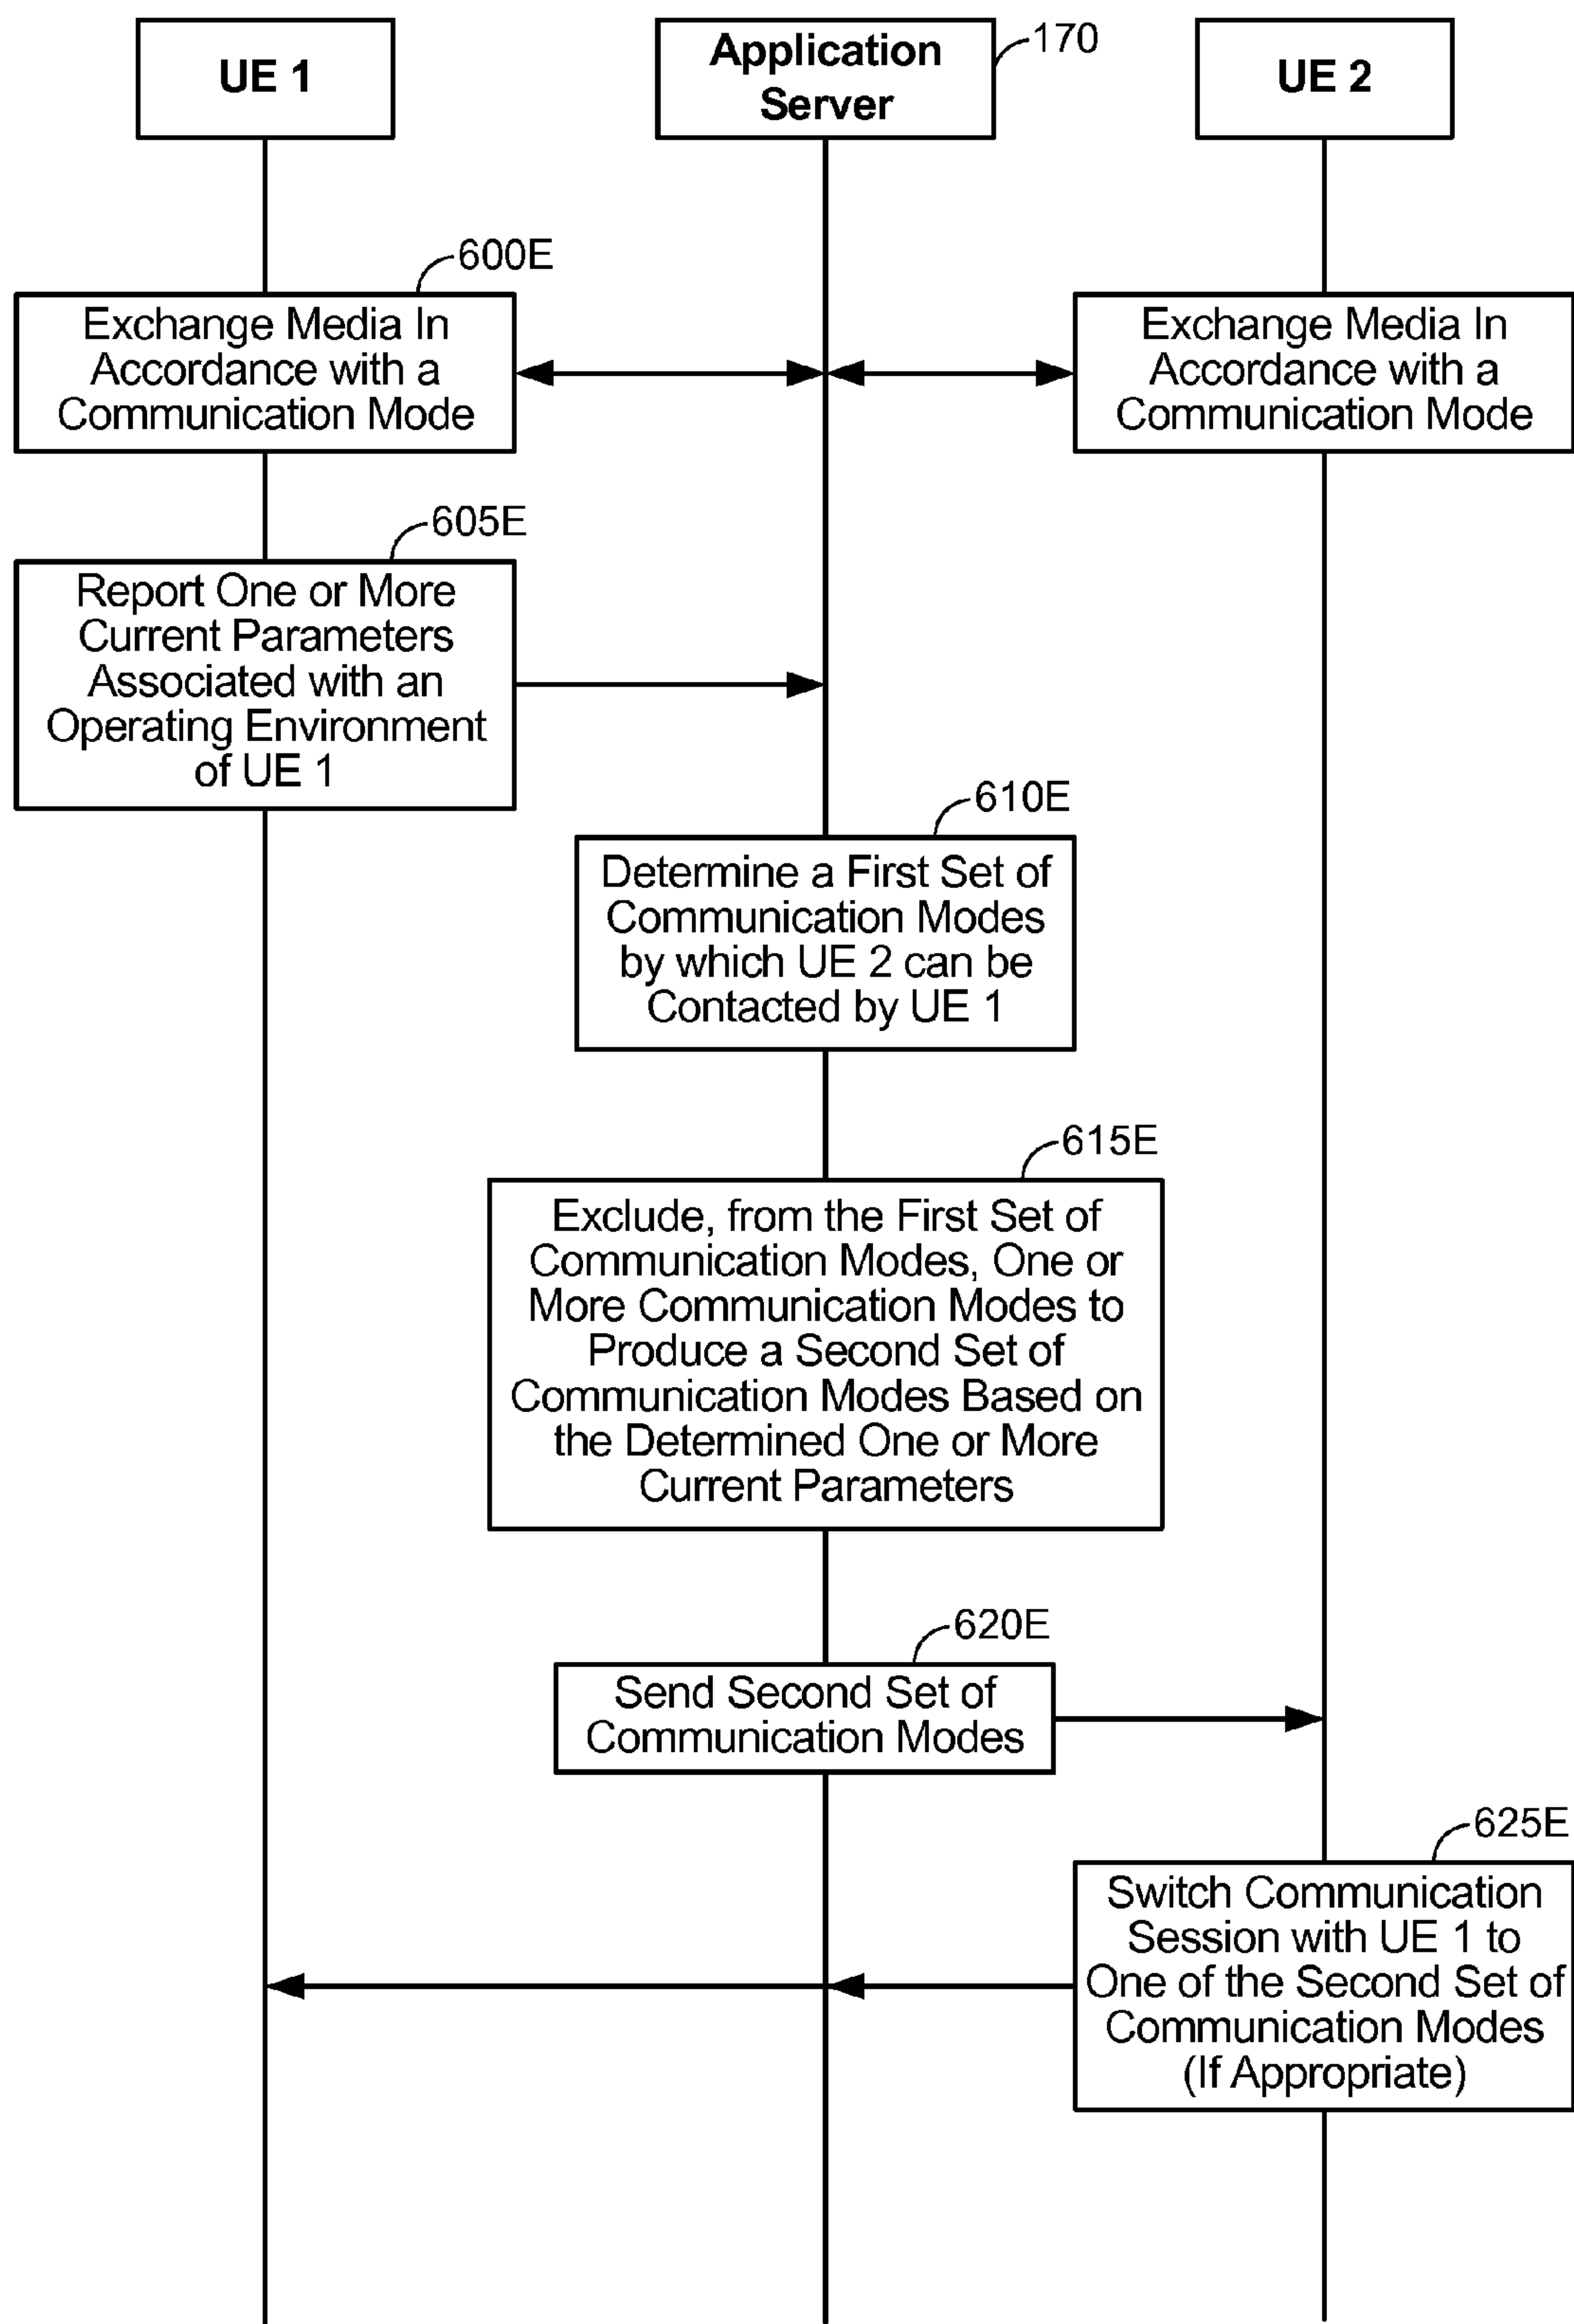 UE 1
Application
Server
170
UE 2
600E
Exchange Media In
Accordance with a
Communication Mode
Exchange Media In
Accordance with a
Communication Mode
605E
Report One or More
Current Parameters
Associated with an
Operating Environment
of UE 1
610E
Determine a First Set of
Communication Modes
by which UE 2 can be
Contacted by UE 1
615E
Exclude, from the First Set of
Communication Modes, One or
More Communication Modes to
Produce a Second Set of
Communication Modes Based on
the Determined One or More
Current Parameters
620E
Send Second Set of
Communication Modes
625E
Switch Communication
Session with UE 1 to
One of the Second Set of
Communication Modes
(If Appropriate)